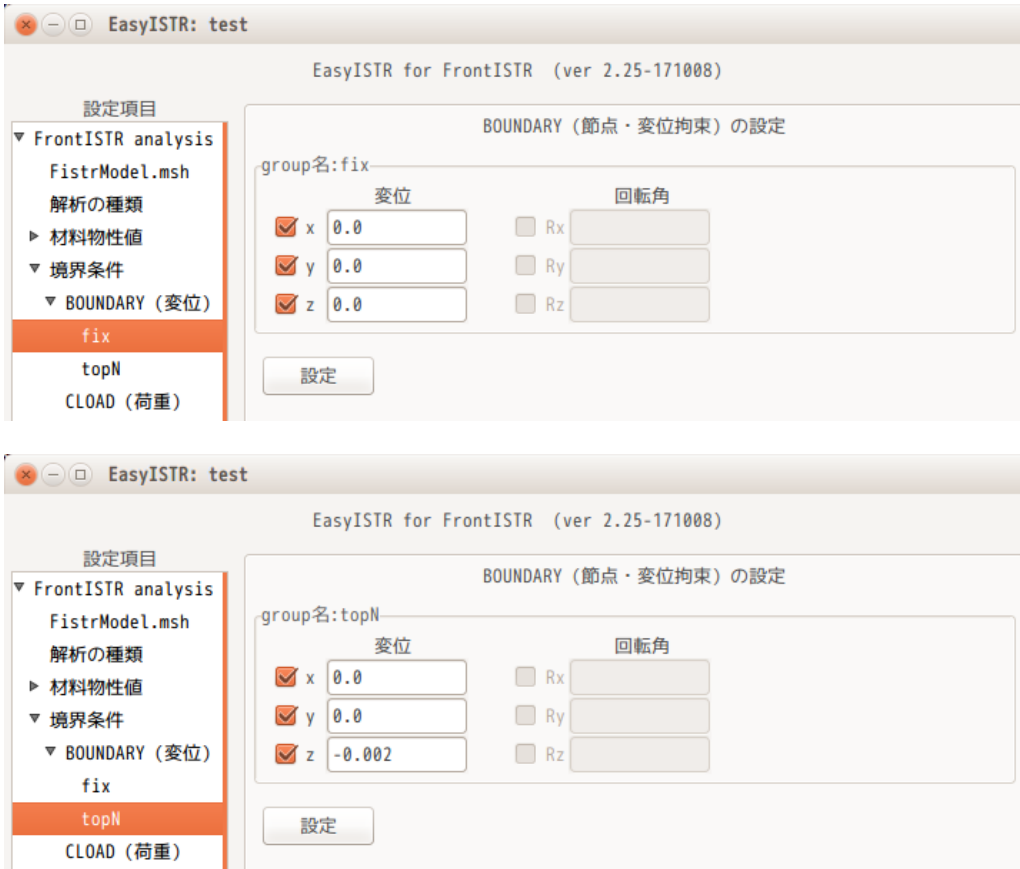 EasyISTR: test
EasyISTR for FrontISTR (ver 2.25-171008)
設定項目
FrontISTR analysis
FistrModel.msh
解析の種類
材料物性値
境界条件
BOUNDARY (変位)
fix
topN
CLOAD (荷重)
BOUNDARY (節点・変位拘束) の設定
group名:fix
変位 回転角
x 0.0 Rx
y 0.0 Ry
z 0.0 Rz
設定
EasyISTR: test
EasyISTR for FrontISTR (ver 2.25-171008)
設定項目
FrontISTR analysis
FistrModel.msh
解析の種類
材料物性値
境界条件
BOUNDARY (変位)
fix
topN
CLOAD (荷重)
BOUNDARY (節点・変位拘束) の設定
group名:topN
変位 回転角
x 0.0 Rx
y 0.0 Ry
z -0.002 Rz
設定